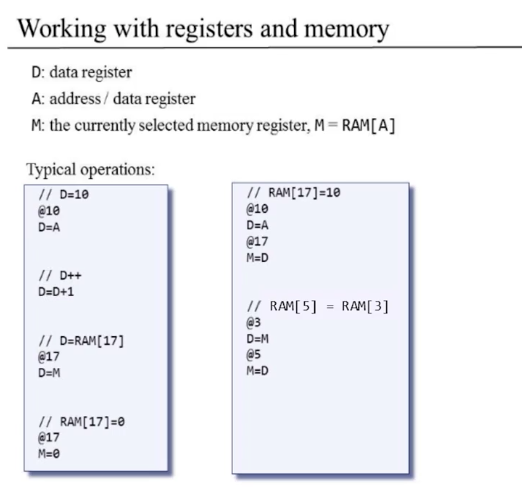 Working with registers and memory
D: data register
A: address / data register
M: the currently selected memory register, M = RAM[A]
Typical operations:
// D=10
@10
D=A
// D++
D=D+1
// D=RAM[17]
@17
D=M
// RAM[17]=0
@17
M=0
// RAM[17]=10
@10
D=A
@17
M=D
// RAM[5] = RAM[3]
@3
D=M
@5
M=D